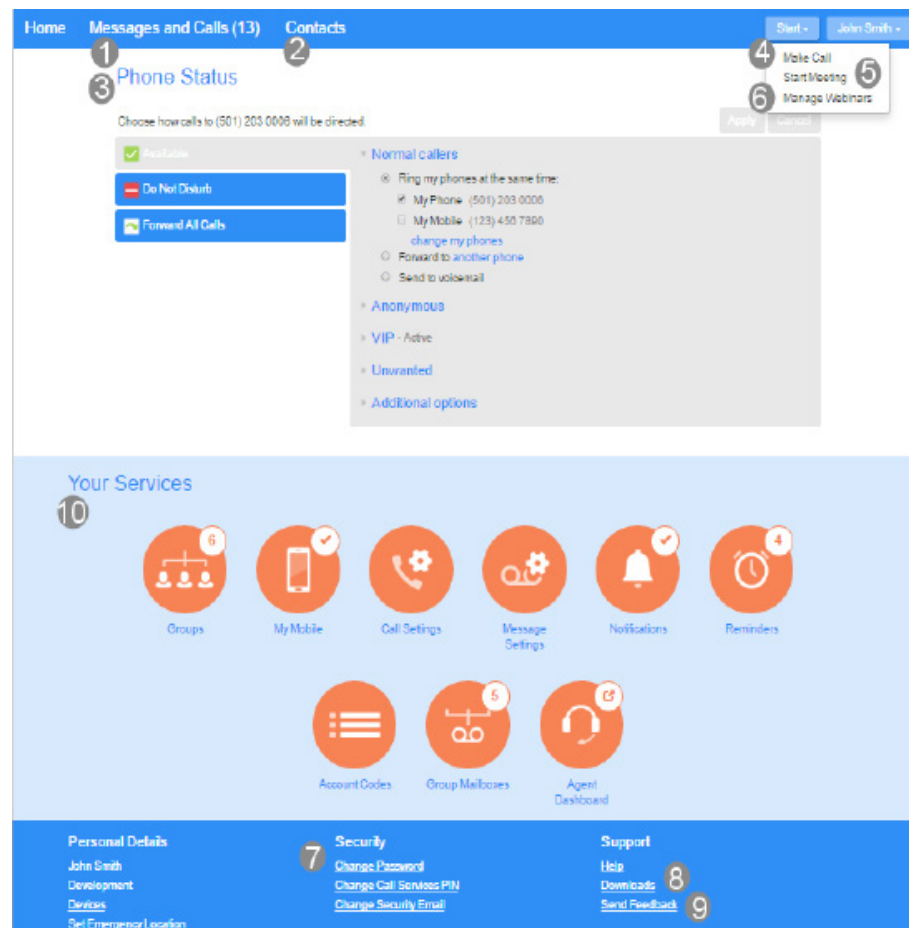 Home Messages and Calls (13) Contacts Start John Smith
1 2
4 Make Call
Start Meeting 5
6 Manage Webinars
3 Phone Status
Choose how calls to (501) 203 0006 will be directed.
Apply Cancel
Available
Do Not Disturb
Forward All Calls
Normal callers
Ring my phones at the same time:
My Phone (501) 203 0006
My Mobile (123) 456 7890
change my phones
Forward to another phone
Send to voicemail
Anonymous
VIP - Active
Unwanted
Additional options
Your Services
10
6 4
Groups My Mobile Call Settings Message Settings Notifications Reminders
5
Account Codes Group Mailboxes Agent Dashboard
Personal Details
John Smith
Development
Devices
Set Emergency Location
7 Security
Change Password
Change Call Services PIN
Change Security Email
Support
Help
Downloads 8
Send Feedback 9